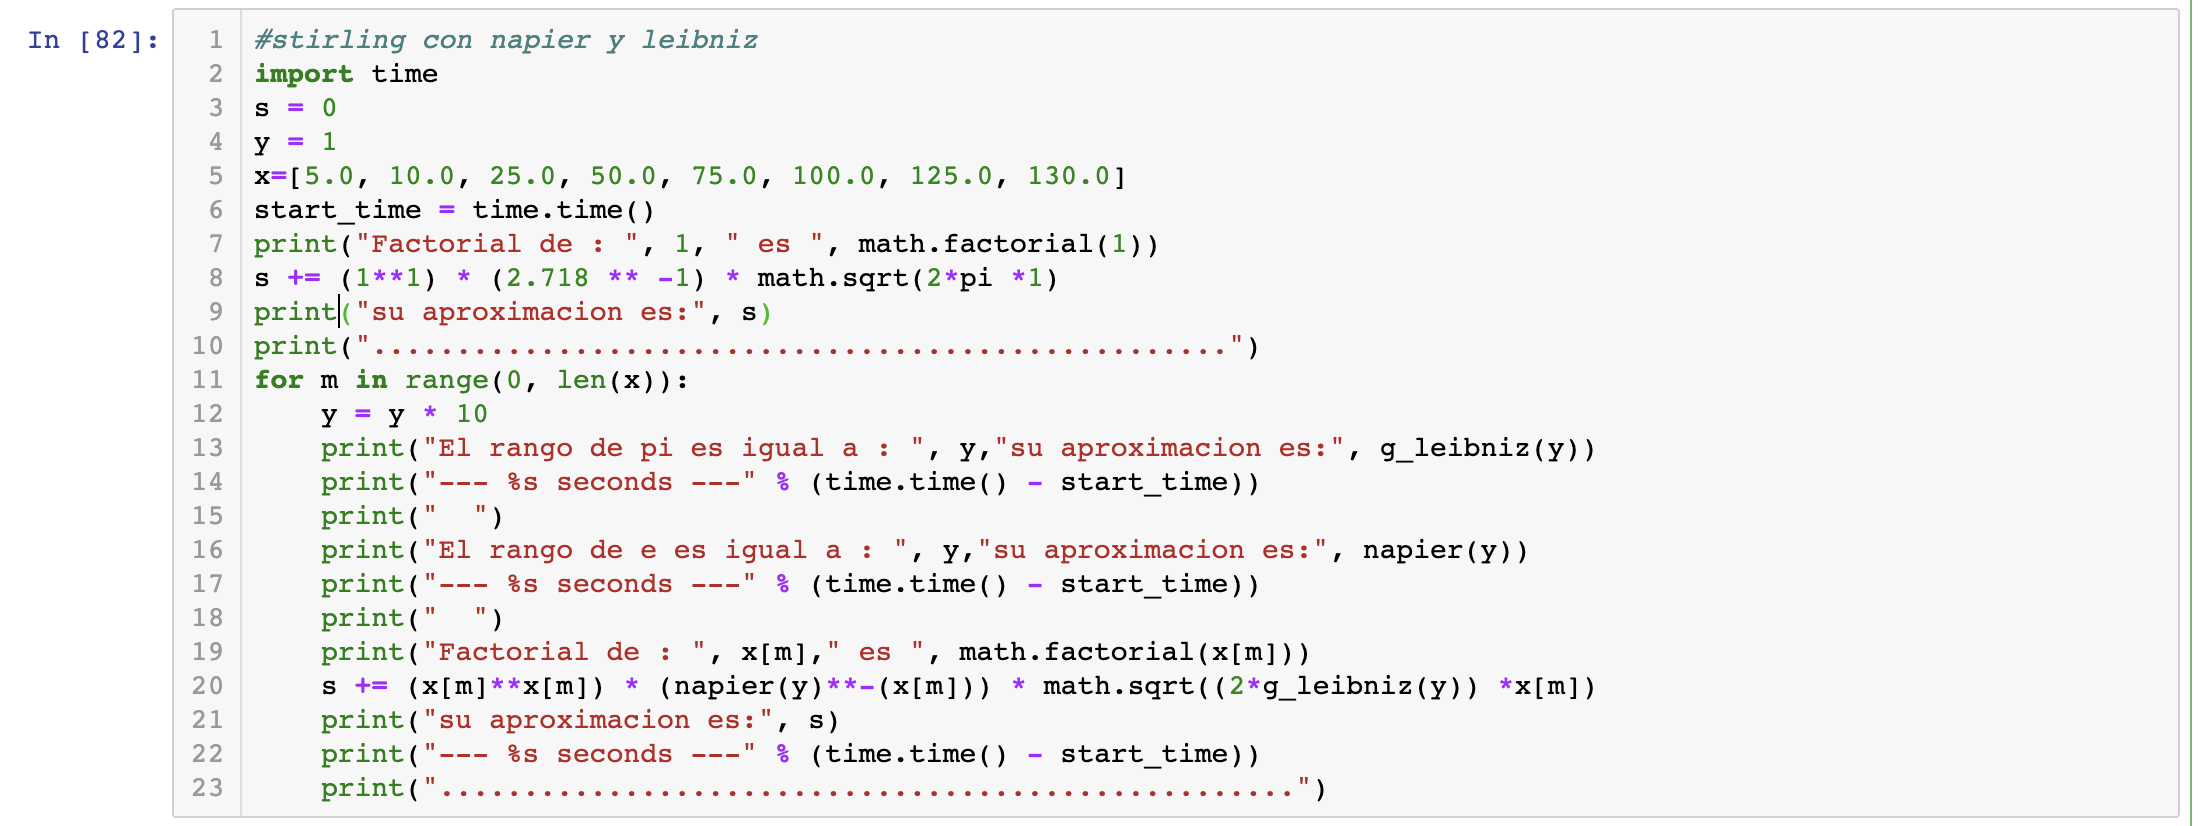 In [82]:
1 #stirling con napier y leibniz
2 import time
3 s = 0
4 y = 1
5 x=[5.0, 10.0, 25.0, 50.0, 75.0, 100.0, 125.0, 130.0]
6 start_time = time.time()
7 print("Factorial de : ", 1, " es ", math.factorial(1))
8 s += (1**1) * (2.718 ** -1) * math.sqrt(2*pi *1)
9 print("su aproximacion es:", s)
10 print("...................................................")
11 for m in range(0, len(x)):
12     y = y * 10
13     print("El rango de pi es igual a : ", y,"su aproximacion es:", g_leibniz(y))
14     print("--- %s seconds ---" % (time.time() - start_time))
15     print("  ")
16     print("El rango de e es igual a : ", y,"su aproximacion es:", napier(y))
17     print("--- %s seconds ---" % (time.time() - start_time))
18     print("  ")
19     print("Factorial de : ", x[m]," es ", math.factorial(x[m]))
20     s += (x[m]**x[m]) * (napier(y)**-(x[m])) * math.sqrt((2*g_leibniz(y)) *x[m])
21     print("su aproximacion es:", s)
22     print("--- %s seconds ---" % (time.time() - start_time))
23     print("...................................................")